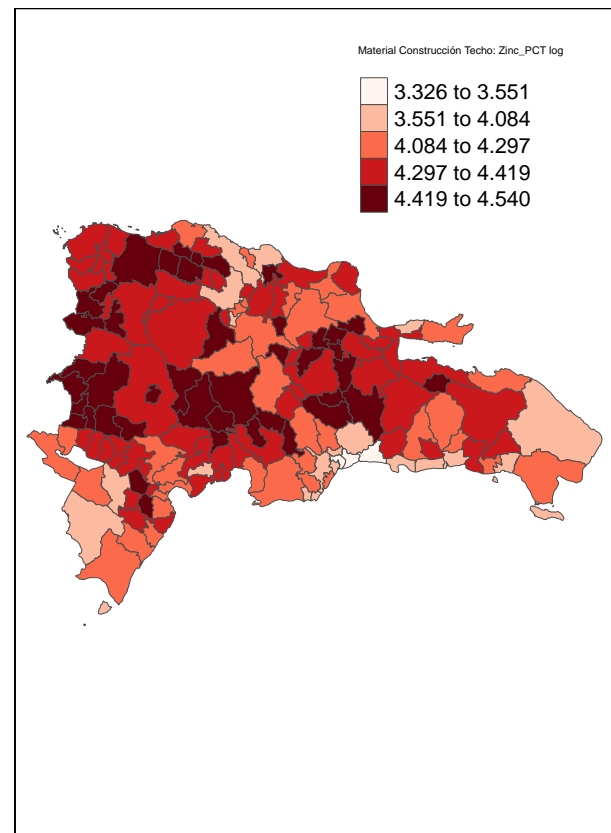 Material Construcción Techo: Zinc_PCT log
3.326 to 3.551
3.551 to 4.084
4.084 to 4.297
4.297 to 4.419
4.419 to 4.540